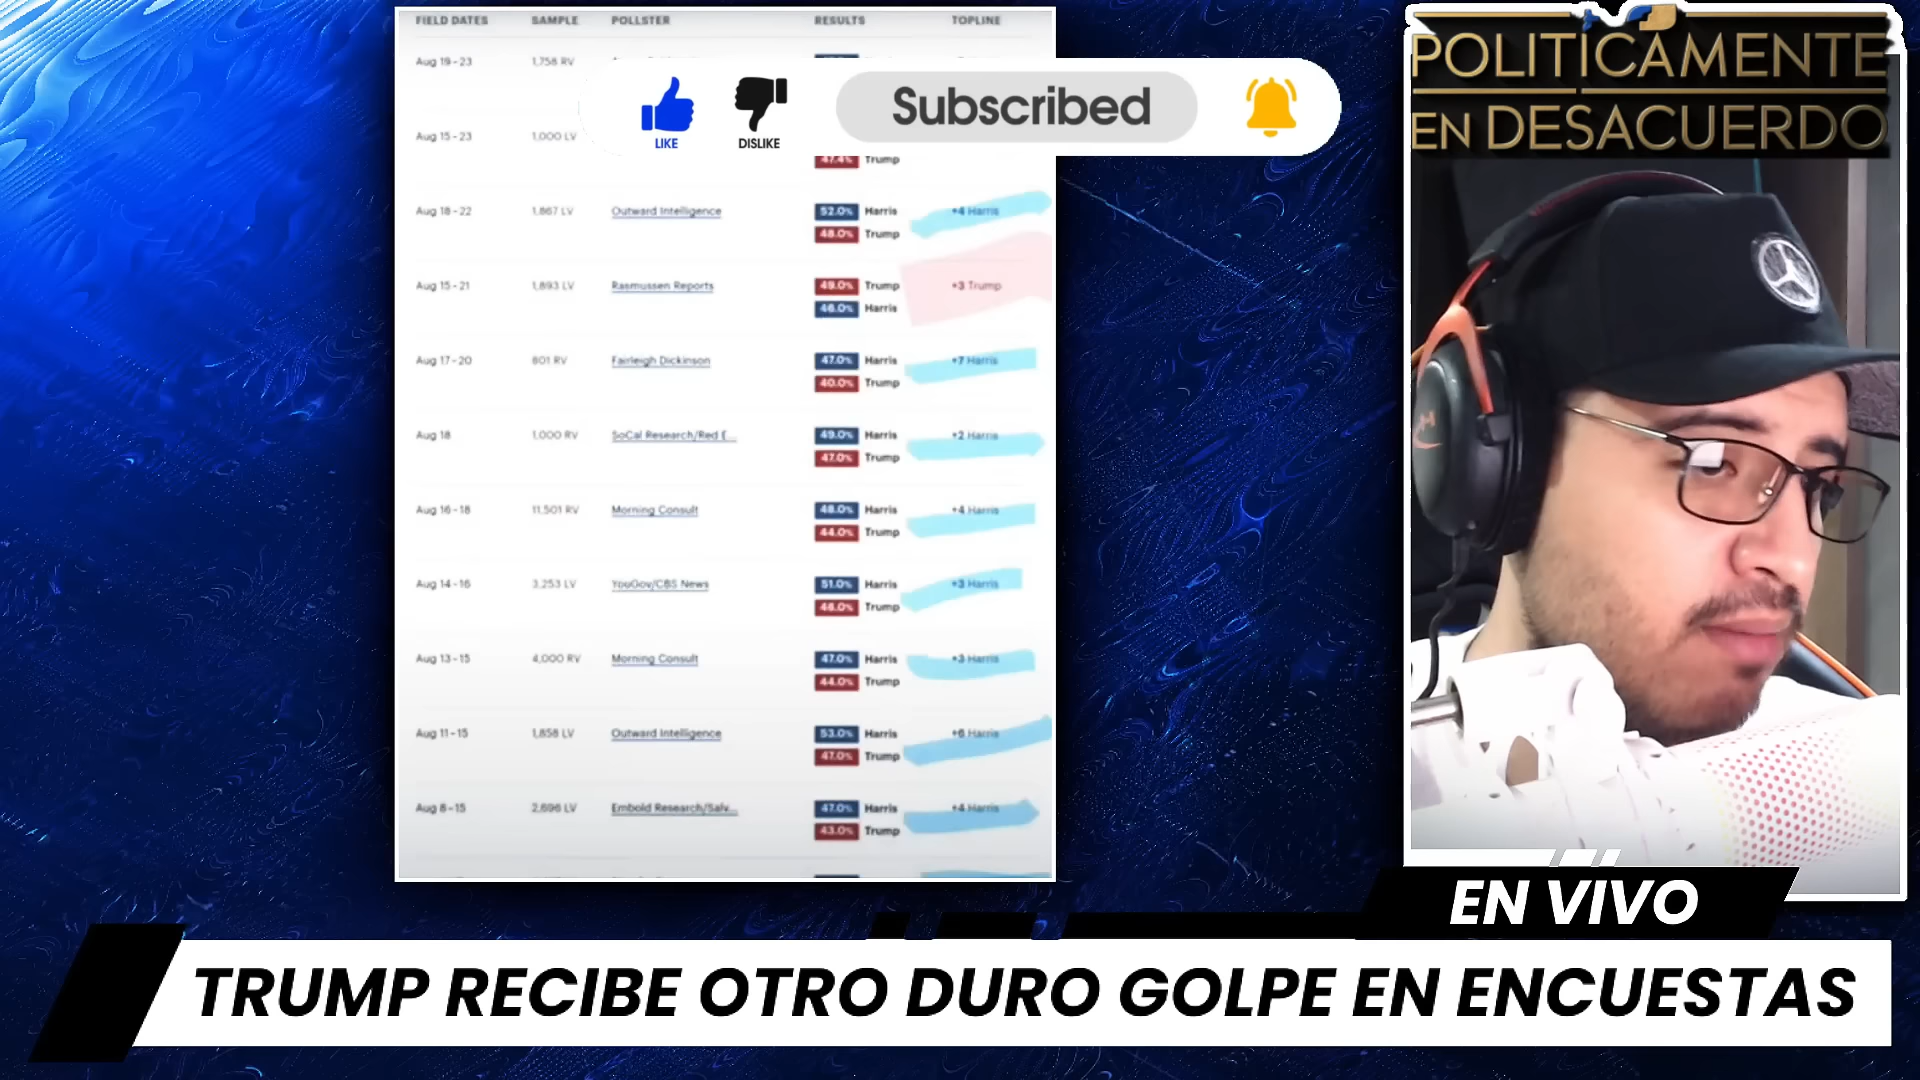 FIELD DATES SAMPLE POLLSTER RESULTS TOPLINE
Aug 19-23 1,758 RV
LIKE DISLIKE Subscribed
Aug 15-23 1,000 LV
47.4% Trump
Aug 18-22 1,867 LV Outward Intelligence 52.0% Harris +4 Harris
48.0% Trump
Aug 15-21 1,893 LV Rasmussen Reports 49.0% Trump +3 Trump
46.0% Harris
Aug 17-20 801 RV Fairleigh Dickinson 47.0% Harris +7 Harris
40.0% Trump
Aug 18 1,000 RV SoCal Research/Red E... 49.0% Harris +2 Harris
47.0% Trump
Aug 16-18 11,501 RV Morning Consult 48.0% Harris +4 Harris
44.0% Trump
Aug 14-16 3,253 LV YouGov/CBS News 51.0% Harris +3 Harris
48.0% Trump
Aug 13-15 4,000 RV Morning Consult 47.0% Harris +3 Harris
44.0% Trump
Aug 11-15 1,858 LV Outward Intelligence 53.0% Harris +6 Harris
47.0% Trump
Aug 8-15 2,696 LV Embold Research/Salv... 47.0% Harris +4 Harris
43.0% Trump
POLITÍCAMENTE
EN DESACUERDO
EN VIVO
TRUMP RECIBE OTRO DURO GOLPE EN ENCUESTAS